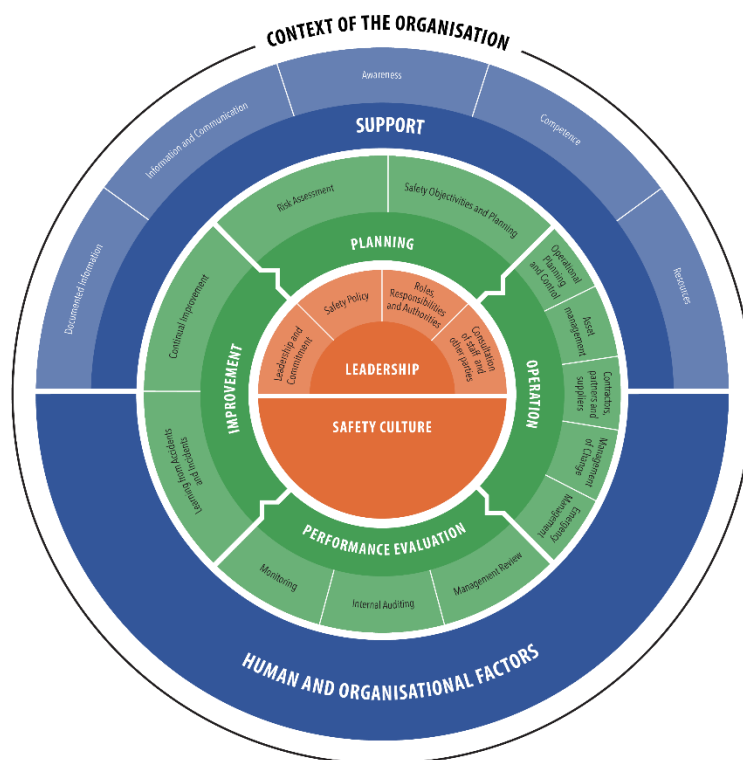 CONTEXT OF THE ORGANISATION
Awareness
Information and Communication
Competence
Documented Information
Resources
SUPPORT
Risk Assessment
Safety Objectivities and Planning
PLANNING
Continual Improvement
Learning from Accidents
and Incidents
IMPROVEMENT
Operational
Planning
and Control
Asset
management
Contractors,
partners and
suppliers
Management
of Change
Emergency
Management
OPERATION
Leadership and
Commitment
Safety Policy
Roles,
Responsibilities
and Authorities
Consultation
of staff and
other parties
LEADERSHIP
SAFETY CULTURE
PERFORMANCE EVALUATION
Monitoring
Internal Auditing
Management Review
HUMAN AND ORGANISATIONAL FACTORS